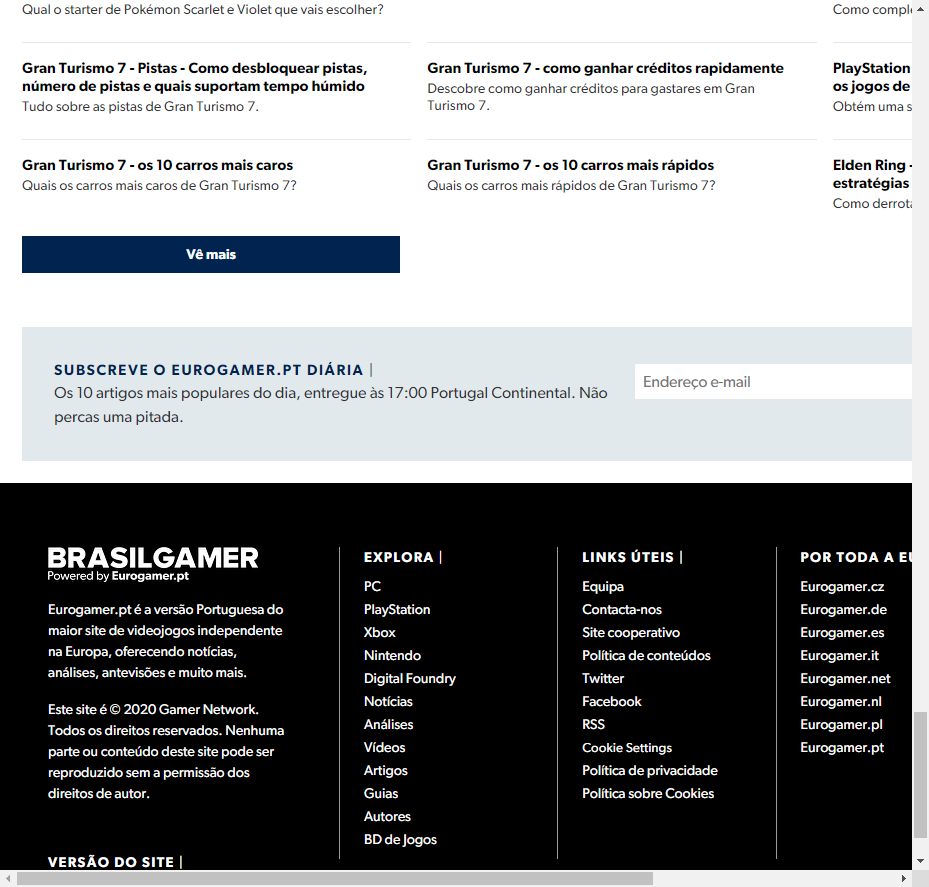 Qual o starter de Pokémon Scarlet e Violet que vais escolher?
Como
Gran Turismo 7 - Pistas - Como desbloquear pistas,
número de pistas e quais suportam tempo húmido
Tudo sobre as pistas de Gran Turismo 7.
Gran Turismo 7 - como ganhar créditos rapidamente
Descobre como ganhar créditos para gastares em Gran
Turismo 7.
PlayStation
os jogos de
Obtém uma s
Gran Turismo 7 - os 10 carros mais caros
Quais os carros mais caros de Gran Turismo 7?
Gran Turismo 7 - os 10 carros mais rápidos
Quais os carros mais rápidos de Gran Turismo 7?
Elden Ring -
estratégias
Como
Vê mais
SUBSCREVE O EUROGAMER.PT DIÁRIA |
Os 10 artigos mais populares do dia, entregue às 17:00 Portugal Continental. Não
percas uma pitada.
Endereço e-mail
BRASILGAMER
Powered by Eurogamer.pt
Eurogamer.pt é a versão Portuguesa do
maior site de videojogos independente
na Europa, oferecendo notícias,
análises, antevisões e muito mais.
Este site é © 2020 Gamer Network.
Todos os direitos reservados. Nenhuma
parte ou conteúdo deste site pode ser
reproduzido sem a permissão dos
direitos de autor.
VERSÃO DO SITE |
EXPLORA |
PC
PlayStation
Xbox
Nintendo
Digital Foundry
Notícias
Análises
Vídeos
Artigos
Guias
Autores
BD de Jogos
LINKS ÚTEIS |
Equipa
Contacta-nos
Site cooperativo
Política de conteúdos
Twitter
Facebook
RSS
Cookie Settings
Política de privacidade
Política sobre Cookies
POR TODA A
Eurogamer.cz
Eurogamer.de
Eurogamer.es
Eurogamer.it
Eurogamer.net
Eurogamer.nl
Eurogamer.pl
Eurogamer.pt